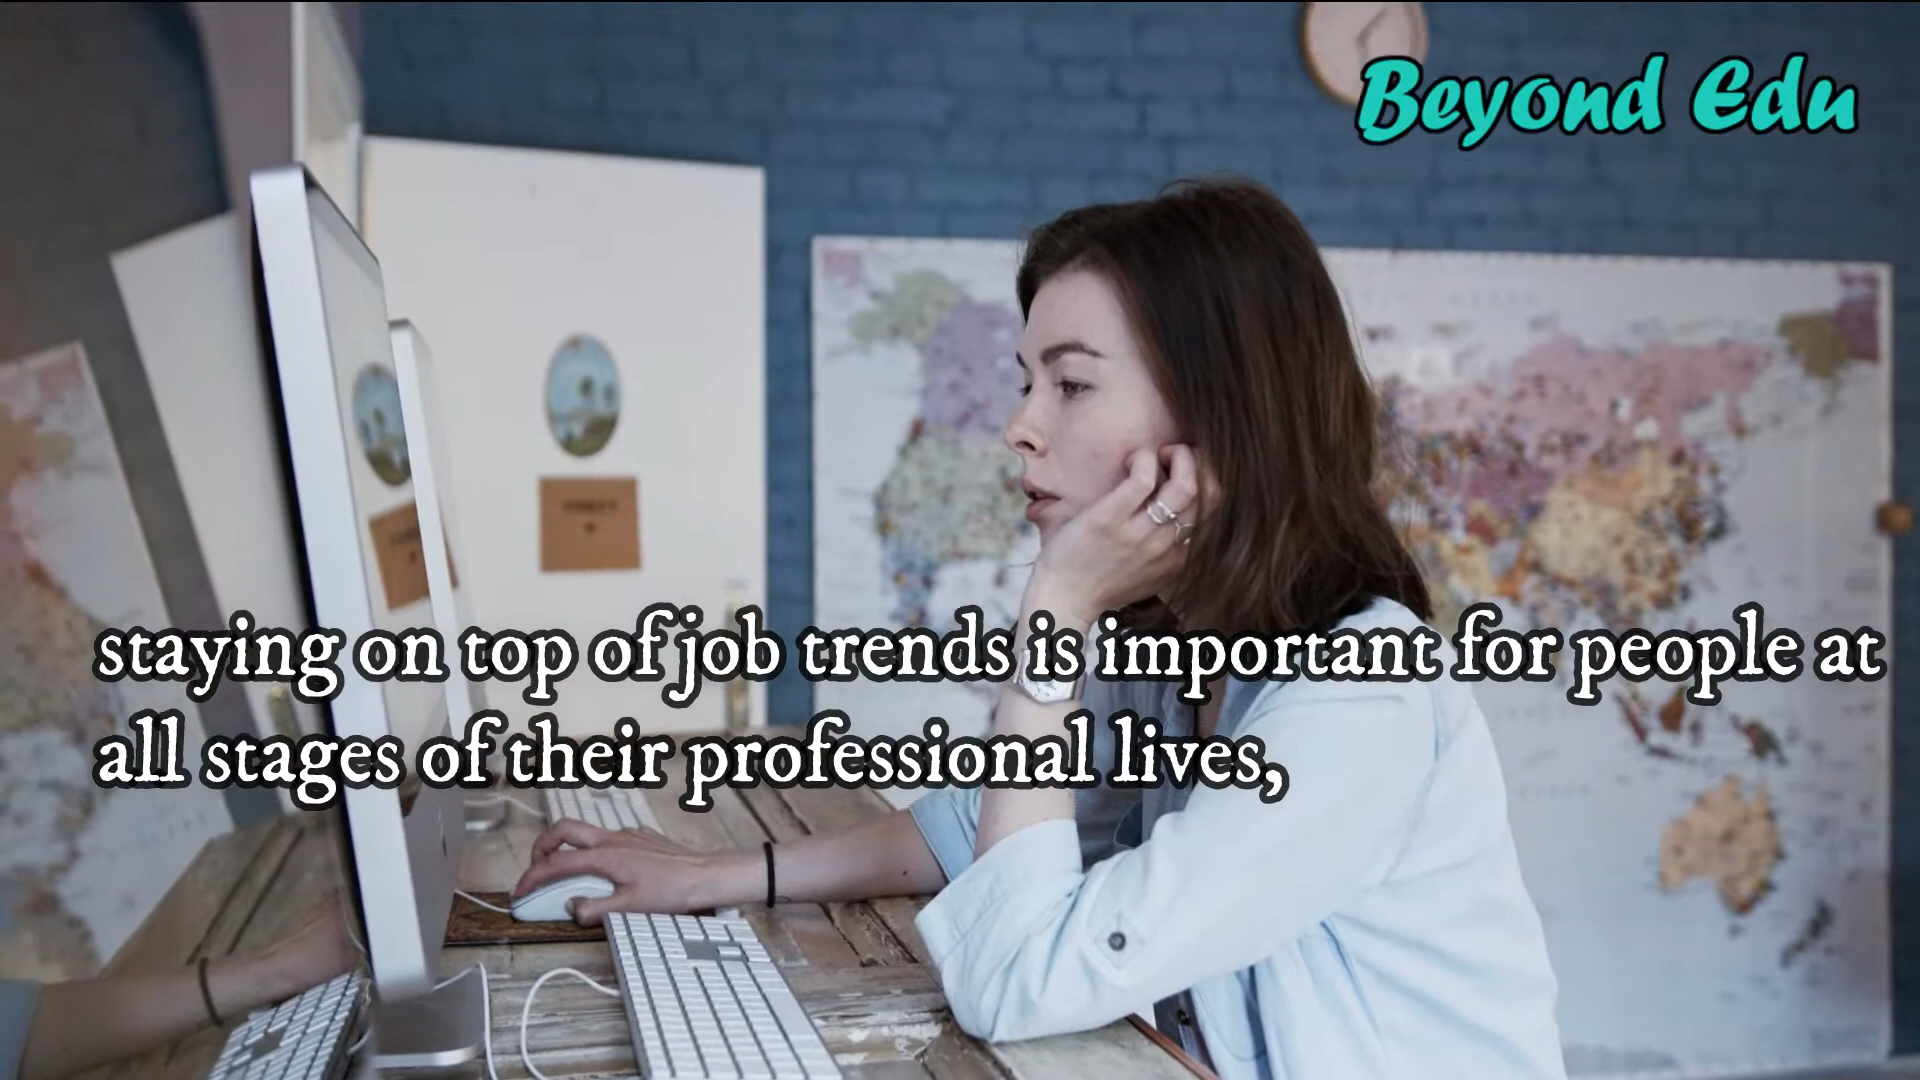 Beyond Edu
staying on top of job trends is important for people at
all stages of their professional lives,